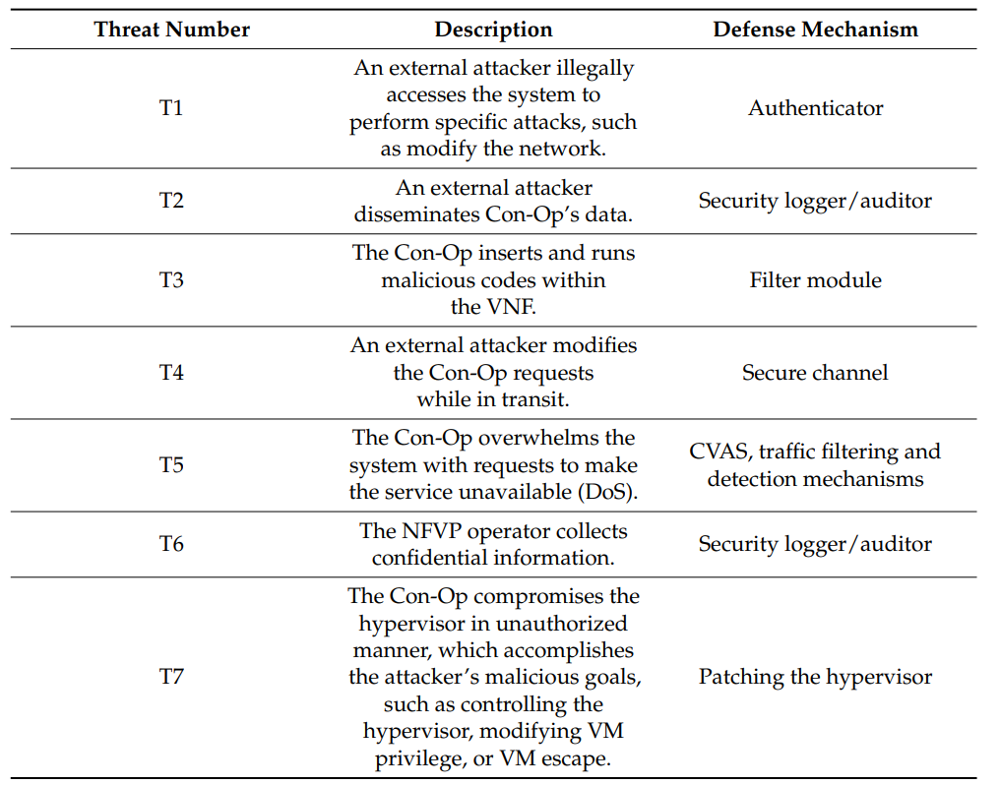 Threat Number Description Defense Mechanism
T1
An external attacker illegally
accesses the system to
perform specific attacks, such
as modify the network.
Authenticator
T2
An external attacker
disseminates Con-Op’s data.
Security logger/auditor
T3
The Con-Op inserts and runs
malicious codes within
the VNF.
Filter module
T4
An external attacker modifies
the Con-Op requests
while in transit.
Secure channel
T5
The Con-Op overwhelms the
system with requests to make
the service unavailable (DoS).
CVAS, traffic filtering and
detection mechanisms
T6
The NFVP operator collects
confidential information.
Security logger/auditor
T7
The Con-Op compromises the
hypervisor in unauthorized
manner, which accomplishes
the attacker’s malicious goals,
such as controlling the
hypervisor, modifying VM
privilege, or VM escape.
Patching the hypervisor